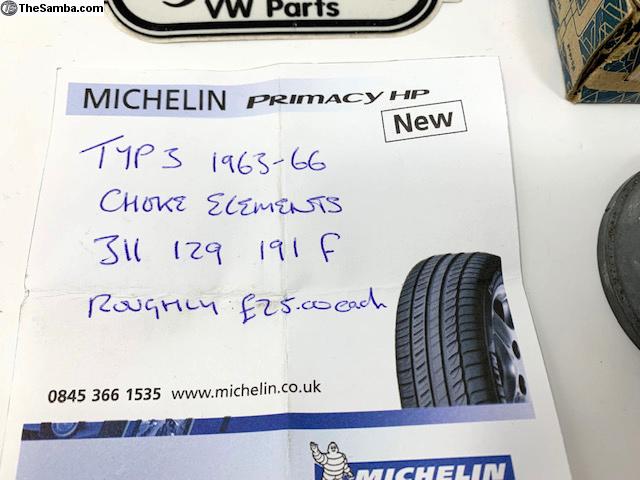 TheSamba.com
VW Parts
MICHELIN PRIMACY HP
New
TYP 3 1963-66
CHOKE ELEMENTS
311 129 191 F
ROUGHLY £25.00 each
0845 366 1535 www.michelin.co.uk
MICHELIN